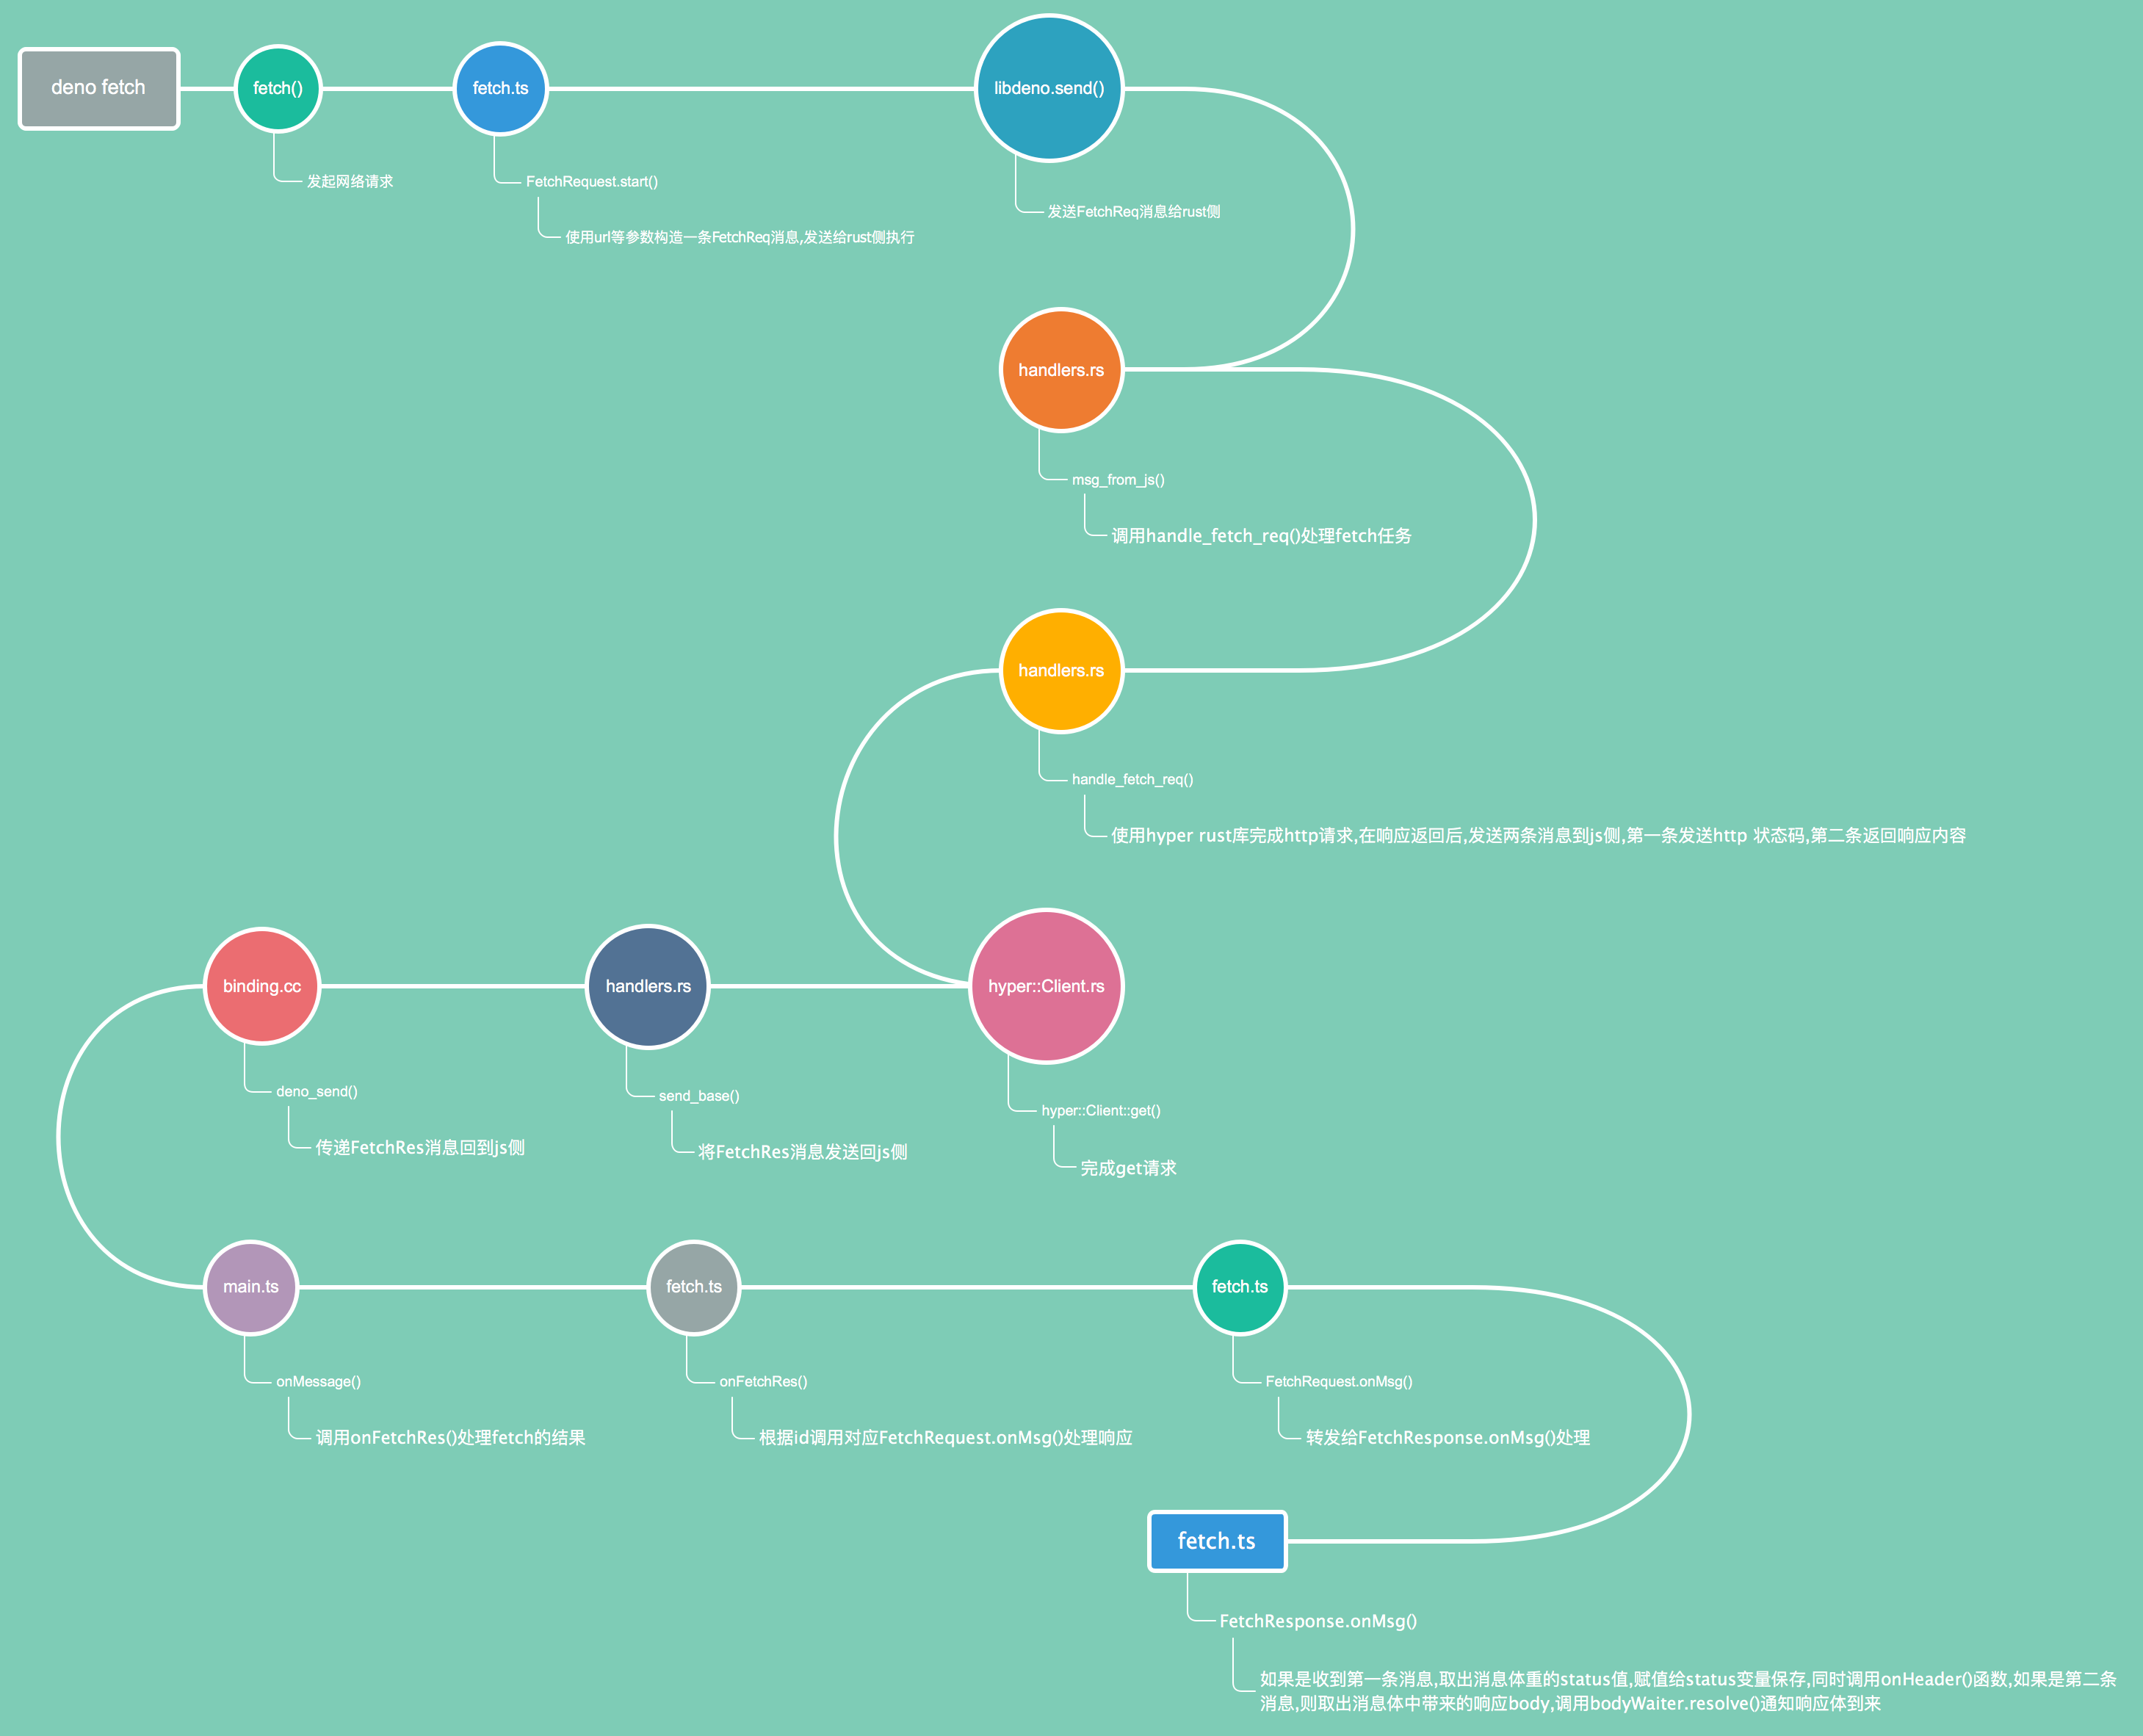 deno fetch
fetch()
fetch.ts
libdeno.send()
发起网络请求
FetchRequest.start()
使用url等参数构造一条FetchReq消息,发送给rust侧执行
发送FetchReq消息给rust侧
handlers.rs
msg_from_js()
调用handle_fetch_req()处理fetch任务
handlers.rs
handle_fetch_req()
使用hyper rust库完成http请求,在响应返回后,发送两条消息到js侧,第一条发送http 状态码,第二条返回响应内容
hyper::Client.rs
hyper::Client::get()
完成get请求
handlers.rs
send_base()
将FetchRes消息发送回js侧
binding.cc
deno_send()
传递FetchRes消息回到js侧
main.ts
onMessage()
调用onFetchRes()处理fetch的结果
fetch.ts
onFetchRes()
根据id调用对应FetchRequest.onMsg()处理响应
fetch.ts
FetchRequest.onMsg()
转发给FetchResponse.onMsg()处理
fetch.ts
FetchResponse.onMsg()
如果是收到第一条消息,取出消息体重的status值,赋值给status变量保存,同时调用onHeader()函数,如果是第二条
消息,则取出消息体中带来的响应body,调用bodyWaiter.resolve()通知响应体到来